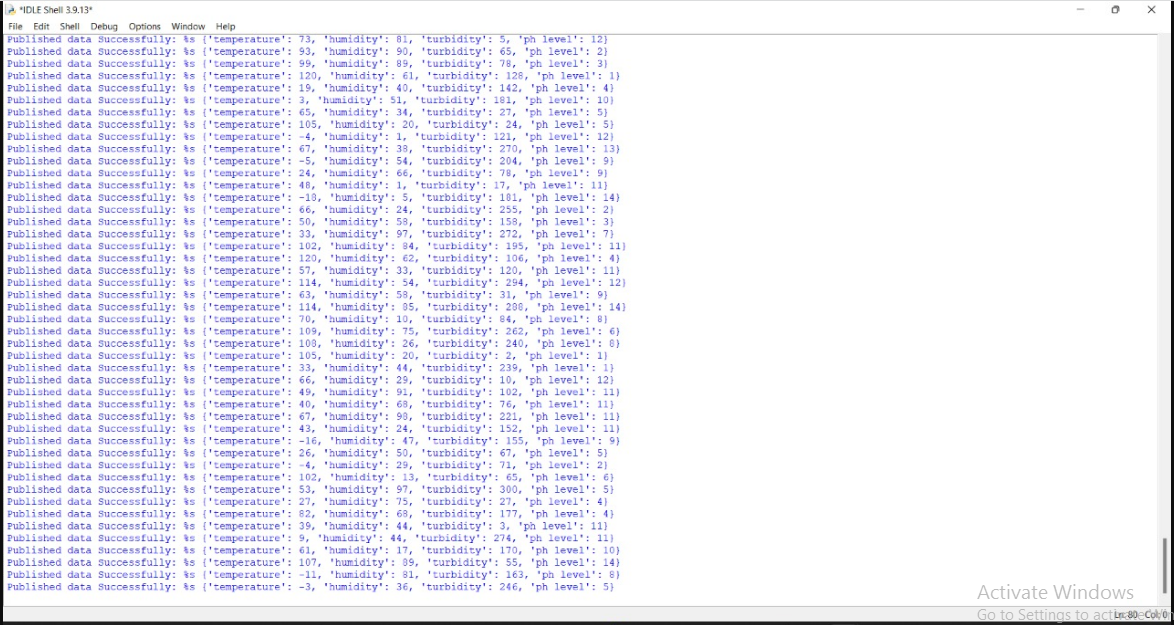 *IDLE Shell 3.9.13*
File Edit Shell Debug Options Window Help
Published data Successfully: %s {'temperature': 73, 'humidity': 81, 'turbidity': 5, 'ph level': 12}
Published data Successfully: %s {'temperature': 93, 'humidity': 90, 'turbidity': 65, 'ph level': 2}
Published data Successfully: %s {'temperature': 99, 'humidity': 89, 'turbidity': 78, 'ph level': 3}
Published data Successfully: %s {'temperature': 120, 'humidity': 61, 'turbidity': 128, 'ph level': 1}
Published data Successfully: %s {'temperature': 19, 'humidity': 40, 'turbidity': 142, 'ph level': 4}
Published data Successfully: %s {'temperature': 3, 'humidity': 51, 'turbidity': 181, 'ph level': 10}
Published data Successfully: %s {'temperature': 65, 'humidity': 34, 'turbidity': 27, 'ph level': 5}
Published data Successfully: %s {'temperature': 105, 'humidity': 20, 'turbidity': 24, 'ph level': 5}
Published data Successfully: %s {'temperature': -4, 'humidity': 1, 'turbidity': 121, 'ph level': 12}
Published data Successfully: %s {'temperature': 67, 'humidity': 38, 'turbidity': 270, 'ph level': 13}
Published data Successfully: %s {'temperature': -5, 'humidity': 54, 'turbidity': 204, 'ph level': 9}
Published data Successfully: %s {'temperature': 24, 'humidity': 66, 'turbidity': 78, 'ph level': 9}
Published data Successfully: %s {'temperature': 48, 'humidity': 1, 'turbidity': 17, 'ph level': 11}
Published data Successfully: %s {'temperature': -18, 'humidity': 5, 'turbidity': 181, 'ph level': 14}
Published data Successfully: %s {'temperature': 66, 'humidity': 24, 'turbidity': 255, 'ph level': 2}
Published data Successfully: %s {'temperature': 50, 'humidity': 58, 'turbidity': 158, 'ph level': 3}
Published data Successfully: %s {'temperature': 33, 'humidity': 97, 'turbidity': 272, 'ph level': 7}
Published data Successfully: %s {'temperature': 102, 'humidity': 84, 'turbidity': 195, 'ph level': 11}
Published data Successfully: %s {'temperature': 120, 'humidity': 62, 'turbidity': 106, 'ph level': 4}
Published data Successfully: %s {'temperature': 57, 'humidity': 33, 'turbidity': 120, 'ph level': 11}
Published data Successfully: %s {'temperature': 114, 'humidity': 54, 'turbidity': 294, 'ph level': 12}
Published data Successfully: %s {'temperature': 63, 'humidity': 58, 'turbidity': 31, 'ph level': 9}
Published data Successfully: %s {'temperature': 114, 'humidity': 85, 'turbidity': 288, 'ph level': 14}
Published data Successfully: %s {'temperature': 70, 'humidity': 10, 'turbidity': 84, 'ph level': 8}
Published data Successfully: %s {'temperature': 109, 'humidity': 75, 'turbidity': 262, 'ph level': 6}
Published data Successfully: %s {'temperature': 108, 'humidity': 26, 'turbidity': 240, 'ph level': 8}
Published data Successfully: %s {'temperature': 105, 'humidity': 20, 'turbidity': 2, 'ph level': 1}
Published data Successfully: %s {'temperature': 33, 'humidity': 44, 'turbidity': 239, 'ph level': 1}
Published data Successfully: %s {'temperature': 66, 'humidity': 29, 'turbidity': 10, 'ph level': 12}
Published data Successfully: %s {'temperature': 49, 'humidity': 91, 'turbidity': 102, 'ph level': 11}
Published data Successfully: %s {'temperature': 40, 'humidity': 68, 'turbidity': 76, 'ph level': 11}
Published data Successfully: %s {'temperature': 67, 'humidity': 98, 'turbidity': 221, 'ph level': 11}
Published data Successfully: %s {'temperature': 43, 'humidity': 24, 'turbidity': 152, 'ph level': 11}
Published data Successfully: %s {'temperature': -16, 'humidity': 47, 'turbidity': 155, 'ph level': 9}
Published data Successfully: %s {'temperature': 26, 'humidity': 50, 'turbidity': 67, 'ph level': 5}
Published data Successfully: %s {'temperature': -4, 'humidity': 29, 'turbidity': 71, 'ph level': 2}
Published data Successfully: %s {'temperature': 102, 'humidity': 13, 'turbidity': 65, 'ph level': 6}
Published data Successfully: %s {'temperature': 53, 'humidity': 97, 'turbidity': 300, 'ph level': 5}
Published data Successfully: %s {'temperature': 27, 'humidity': 75, 'turbidity': 27, 'ph level': 4}
Published data Successfully: %s {'temperature': 82, 'humidity': 68, 'turbidity': 177, 'ph level': 4}
Published data Successfully: %s {'temperature': 39, 'humidity': 44, 'turbidity': 3, 'ph level': 11}
Published data Successfully: %s {'temperature': 9, 'humidity': 44, 'turbidity': 274, 'ph level': 11}
Published data Successfully: %s {'temperature': 61, 'humidity': 17, 'turbidity': 170, 'ph level': 10}
Published data Successfully: %s {'temperature': 107, 'humidity': 89, 'turbidity': 55, 'ph level': 14}
Published data Successfully: %s {'temperature': -11, 'humidity': 81, 'turbidity': 163, 'ph level': 8}
Published data Successfully: %s {'temperature': -3, 'humidity': 36, 'turbidity': 246, 'ph level': 5}
Activate Windows
Go to Settings to
Ln: 80 Col: 0